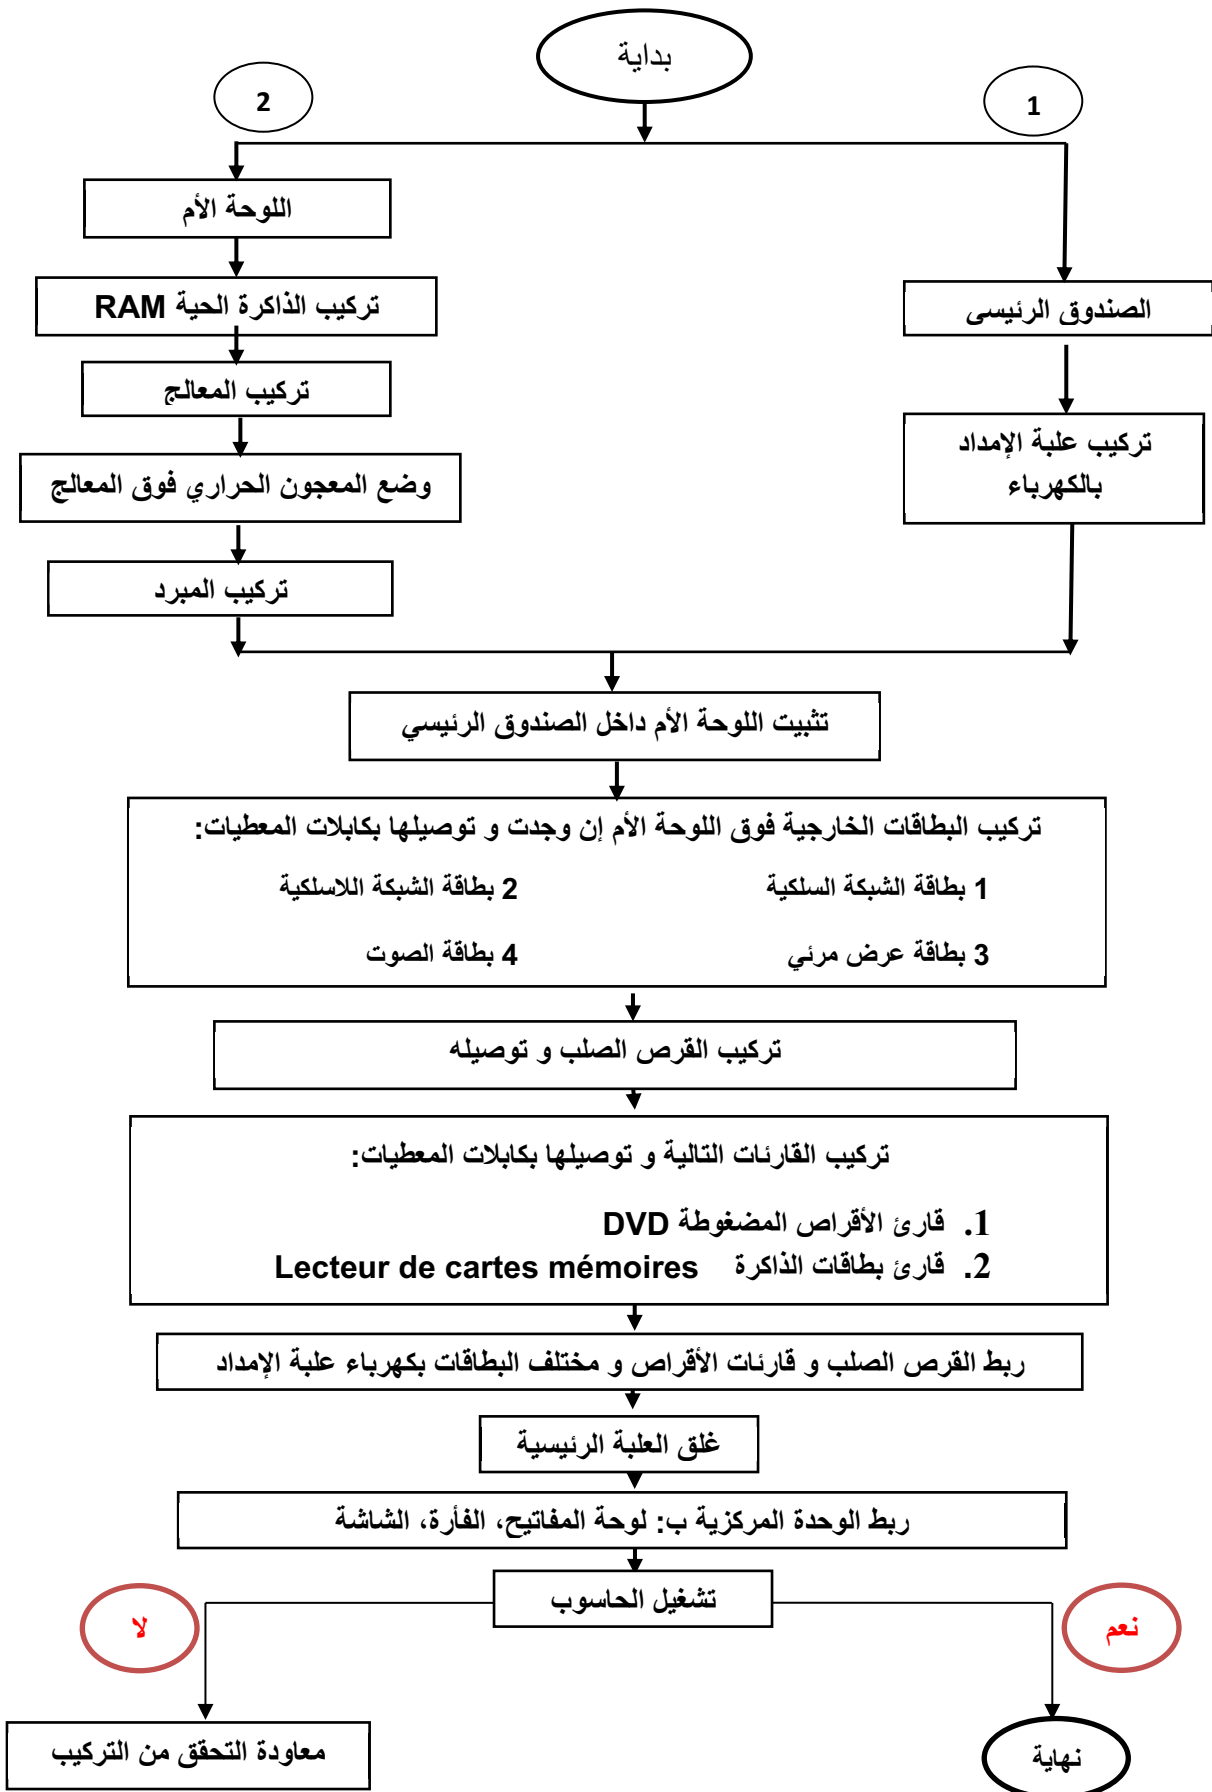 بداية
1
2
اللوحة الأم
تركيب الذاكرة الحية RAM
الصندوق الرئيسي
تركيب المعالج
تركيب علبة الإمداد
بالكهرباء
وضع المعجون الحراري فوق المعالج
تركيب المبرد
تثبيت اللوحة الأم داخل الصندوق الرئيسي
تركيب البطاقات الخارجية فوق اللوحة الأم إن وجدت و توصيلها بكابلات المعطيات:
1 بطاقة الشبكة السلكية 2 بطاقة الشبكة اللاسلكية
3 بطاقة عرض مرئي 4 بطاقة الصوت
تركيب القرص الصلب و توصيله
تركيب القارئات التالية و توصيلها بكابلات المعطيات:
1. قارئ الأقراص المضغوطة DVD
2. قارئ بطاقات الذاكرة Lecteur de cartes mémoires
ربط القرص الصلب و قارئات الأقراص و مختلف البطاقات بكهرباء علبة الإمداد
غلق العلبة الرئيسية
ربط الوحدة المركزية ب: لوحة المفاتيح، الفأرة، الشاشة
تشغيل الحاسوب
نعم
لا
معاودة التحقق من التركيب
نهاية